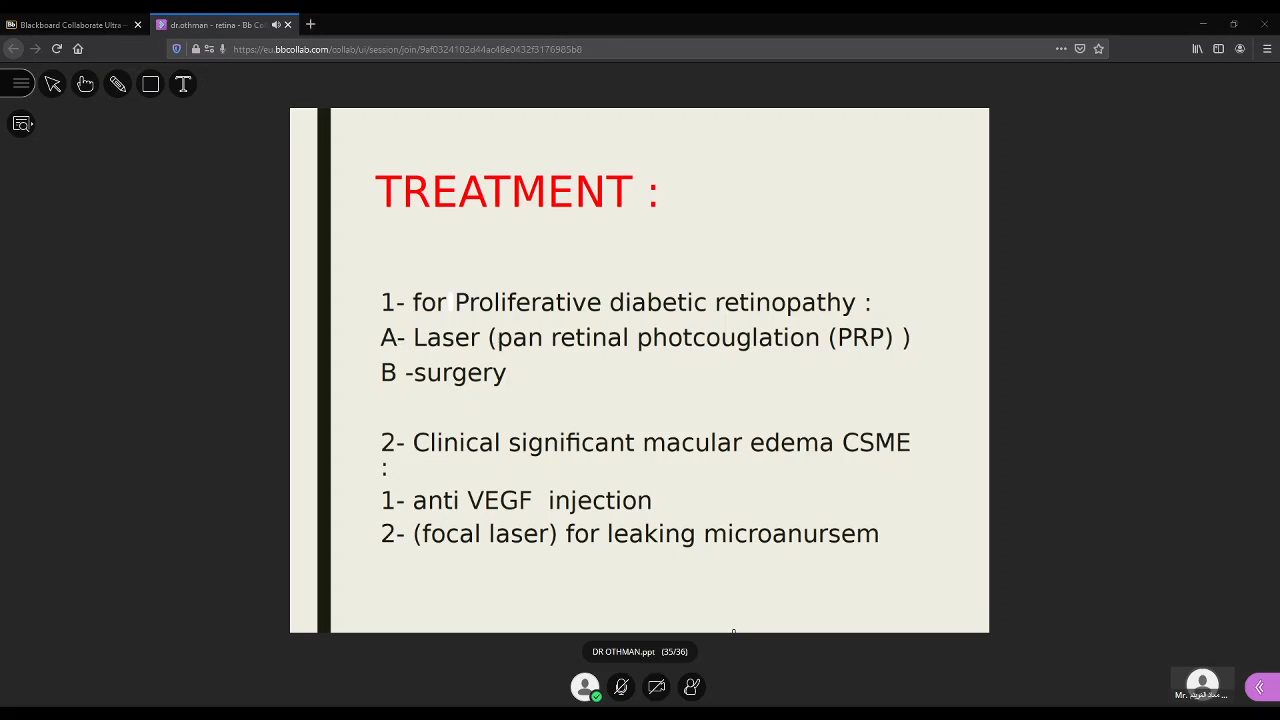 Blackboard Collaborate Ultra –
dr.othman - retina - Bb Col
https://eu.bbcollab.com/collab/ui/session/join/9af0324102d44ac48e0432f3176985b8
TREATMENT :
1- for Proliferative diabetic retinopathy :
A- Laser (pan retinal photcouglation (PRP) )
B -surgery
2- Clinical significant macular edema CSME
:
1- anti VEGF injection
2- (focal laser) for leaking microanursem
DR OTHMAN.ppt (35/36)
Mr. ...